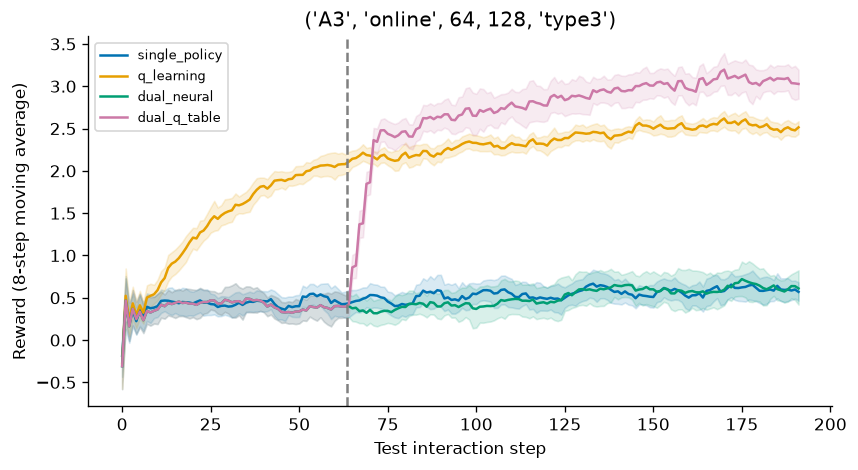 ('A3', 'online', 64, 128, 'type3')
Reward (8-step moving average)
3.5
3.0
2.5
2.0
1.5
1.0
0.5
0.0
−0.5
single_policy
q_learning
dual_neural
dual_q_table
0 25 50 75 100 125 150 175 200
Test interaction step